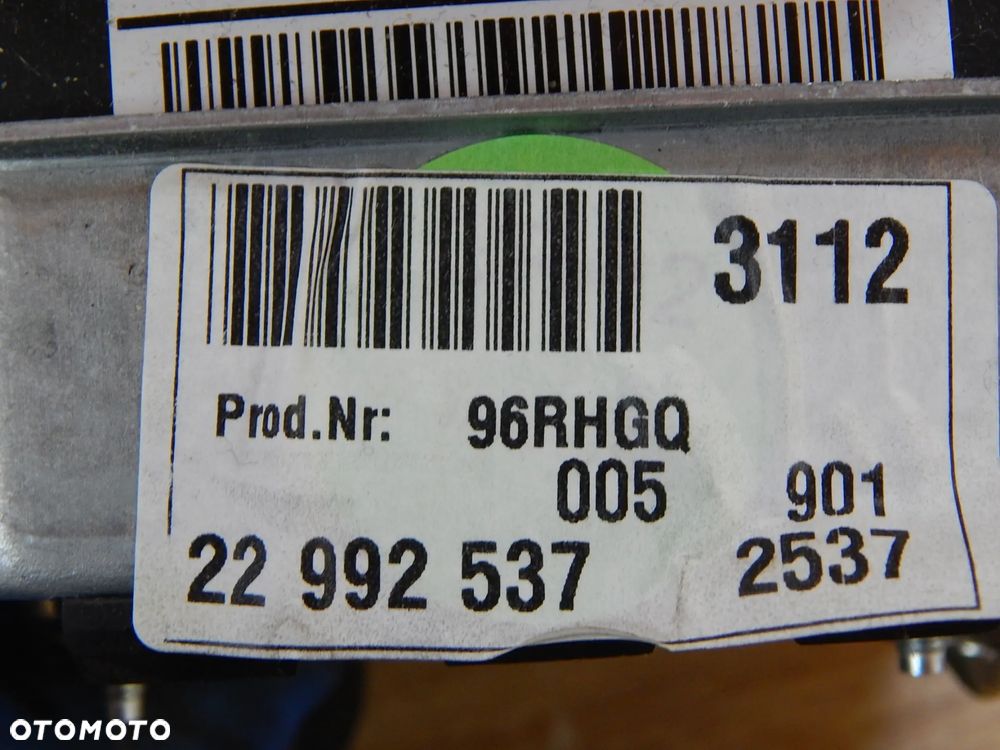 3112
Prod.Nr: 96RHGQ
005 901
22 992 537 2537
OTOMOTO